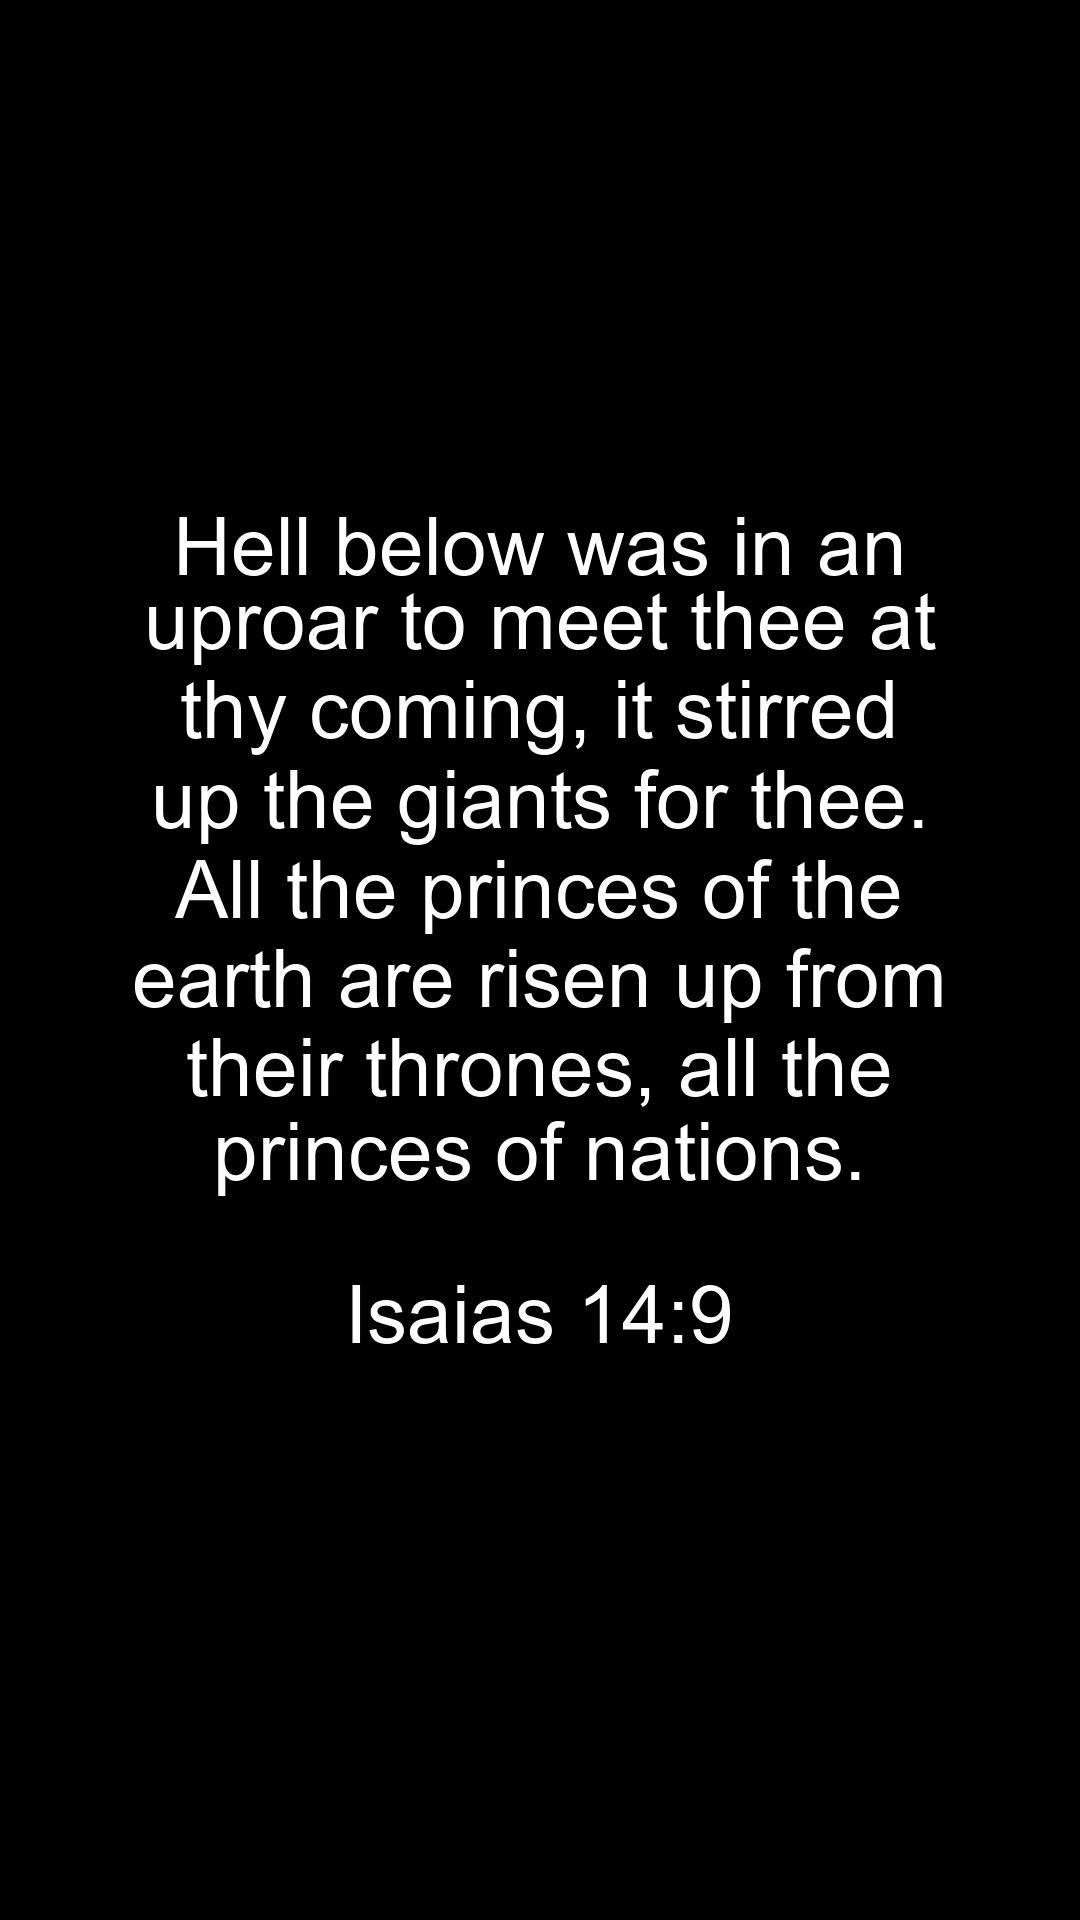 Hell below was in an
uproar to meet thee at
thy coming, it stirred
up the giants for thee.
All the princes of the
earth are risen up from
their thrones, all the
princes of nations.
Isaias 14:9